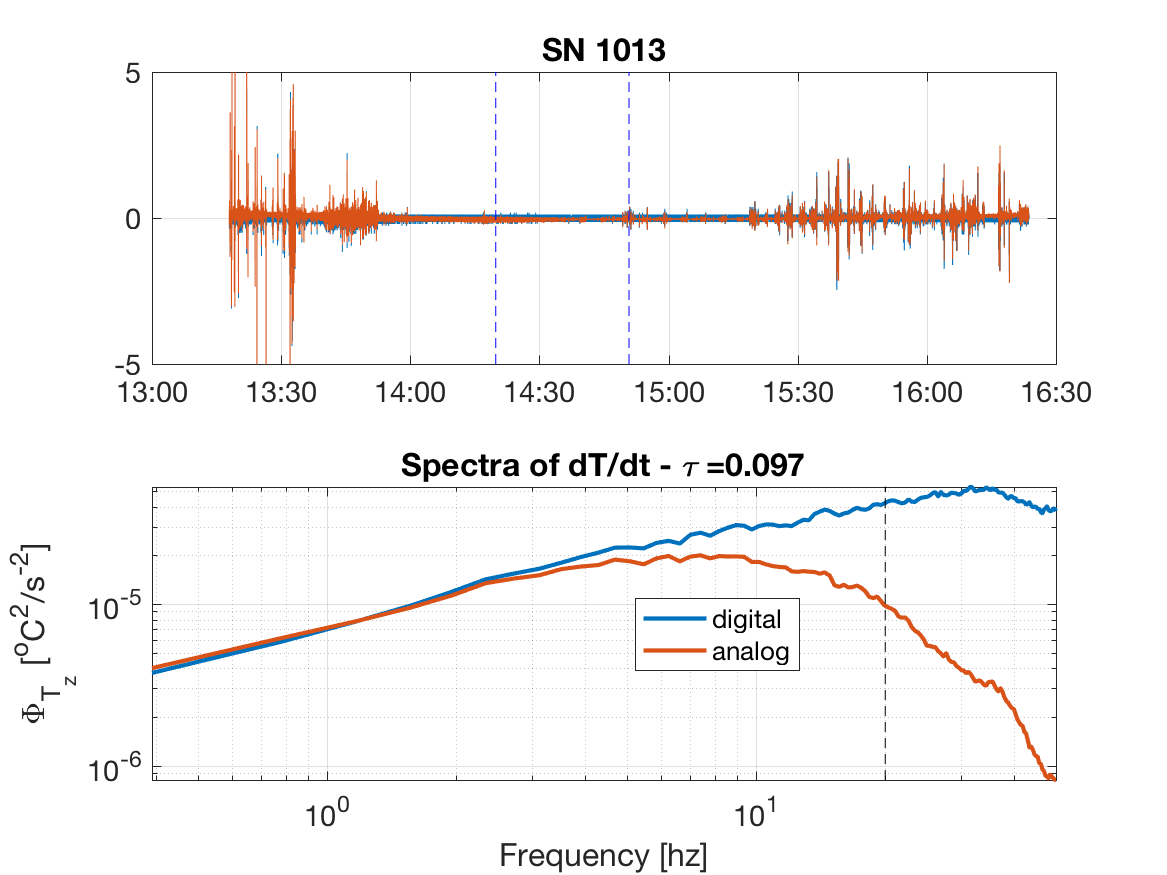 SN 1013
5
0
-5
13:00 13:30 14:00 14:30 15:00 15:30 16:00 16:30
Spectra of dT/dt - τ =0.097
Φ_{T_z} [°C²/s⁻²]
10⁻⁵
10⁻⁶
digital
analog
10⁰ 10¹
Frequency [hz]